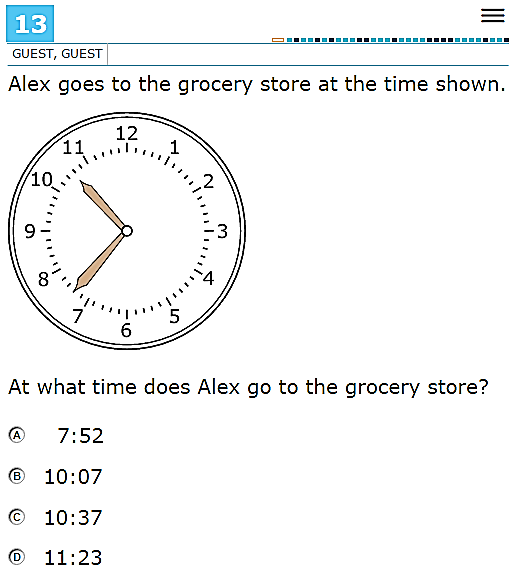 13
GUEST, GUEST
Alex goes to the grocery store at the time shown.
12
11 1
10 2
9 3
8 4
7 5
6
At what time does Alex go to the grocery store?
A 7:52
B 10:07
C 10:37
D 11:23